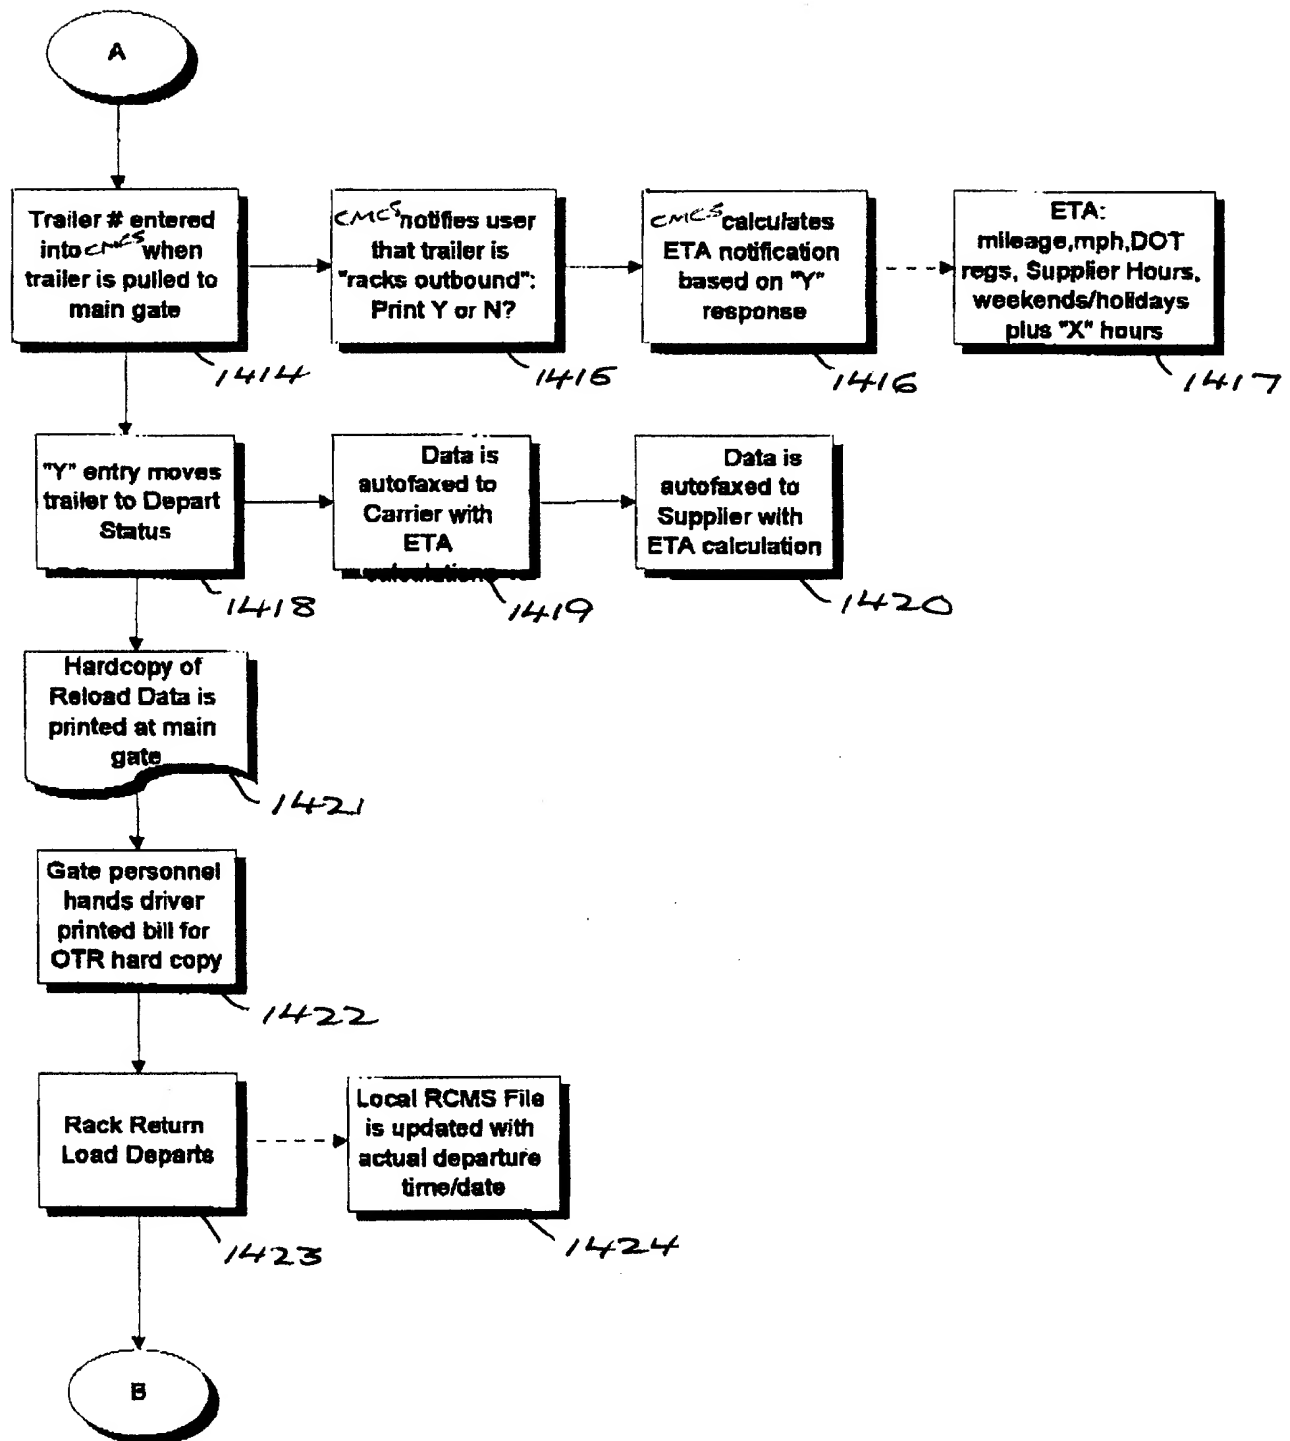 A
Trailer # entered
into CMCS when
trailer is pulled to
main gate
1414
CMCS notifies user
that trailer is
"racks outbound":
Print Y or N?
1415
CMCS calculates
ETA notification
based on "Y"
response
1416
ETA:
mileage,mph,DOT
regs, Supplier Hours,
weekends/holidays
plus "X" hours
1417
"Y" entry moves
trailer to Depart
Status
1418
Data is
autofaxed to
Carrier with
ETA
1419
Data is
autofaxed to
Supplier with
ETA calculation
1420
Hardcopy of
Reload Data is
printed at main
gate
1421
Gate personnel
hands driver
printed bill for
OTR hard copy
1422
Rack Return
Load Departs
1423
Local RCMS File
is updated with
actual departure
time/date
1424
B